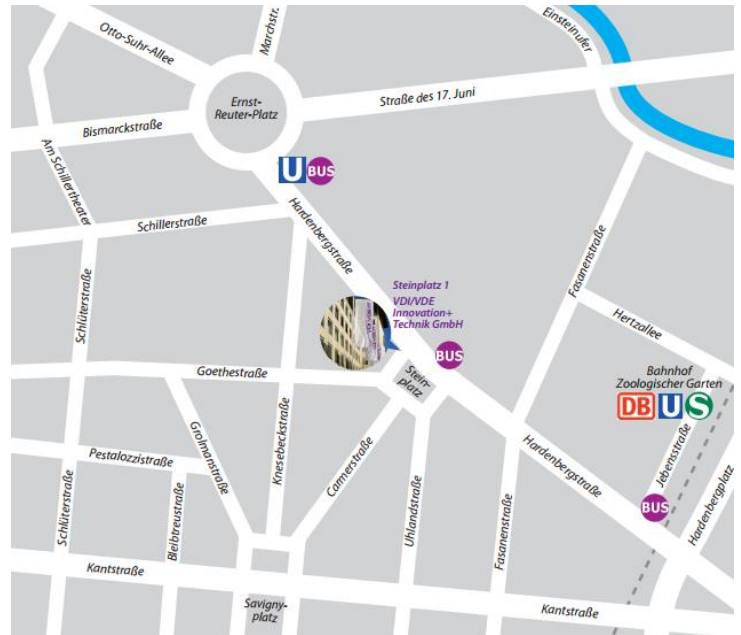 Otto-Suhr-Allee
Marchstr.
Einsteinufer
Ernst-
Reuter-Platz
Straße des 17. Juni
Bismarckstraße
Am Schillertheater
U BUS
Schillerstraße
Hardenbergstraße
Fasanenstraße
Schlüterstraße
Steinplatz 1
VDI/VDE
Innovation+
Technik GmbH
Hertzallee
BUS
Goethestraße
Stein-
platz
Bahnhof
Zoologischer Garten
DB U S
Knesebeckstraße
Grolmanstraße
Carmerstraße
Hardenbergstraße
Pestalozzistraße
Jebensstraße
Uhlandstraße
Schlüterstraße
Bleibtreustraße
Fasanenstraße
BUS
Hardenbergplatz
Kantstraße
Savigny-
platz
Kantstraße